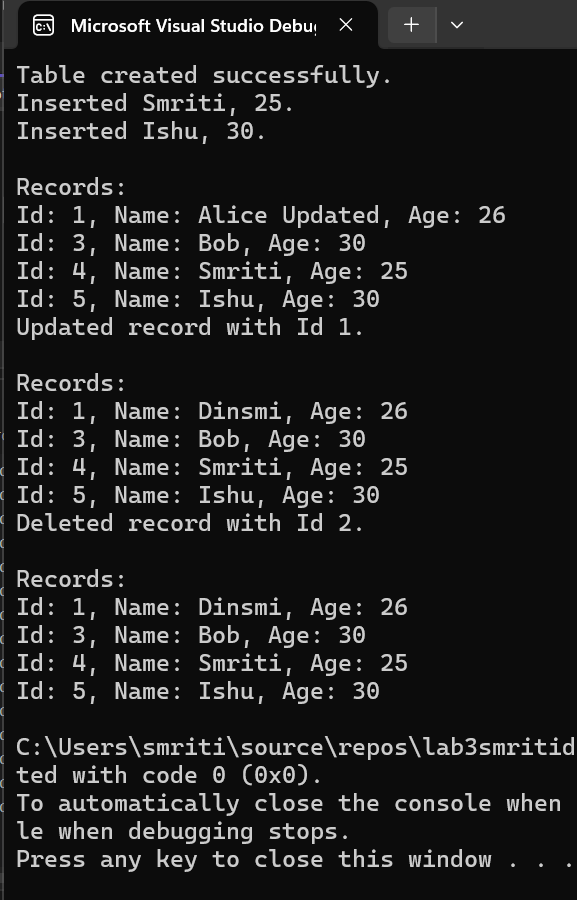 Microsoft Visual Studio Debu
Table created successfully.
Inserted Smriti, 25.
Inserted Ishu, 30.
Records:
Id: 1, Name: Alice Updated, Age: 26
Id: 3, Name: Bob, Age: 30
Id: 4, Name: Smriti, Age: 25
Id: 5, Name: Ishu, Age: 30
Updated record with Id 1.
Records:
Id: 1, Name: Dinsmi, Age: 26
Id: 3, Name: Bob, Age: 30
Id: 4, Name: Smriti, Age: 25
Id: 5, Name: Ishu, Age: 30
Deleted record with Id 2.
Records:
Id: 1, Name: Dinsmi, Age: 26
Id: 3, Name: Bob, Age: 30
Id: 4, Name: Smriti, Age: 25
Id: 5, Name: Ishu, Age: 30
C:\Users\smriti\source\repos\lab3smritid
ted with code 0 (0x0).
To automatically close the console when
le when debugging stops.
Press any key to close this window . . .